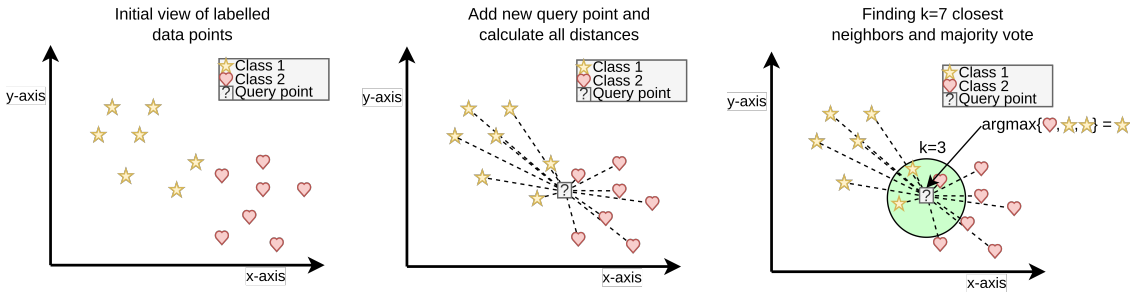 Initial view of labelled
data points
Class 1
Class 2
? Query point
y-axis
x-axis
Add new query point and
calculate all distances
Class 1
Class 2
? Query point
y-axis
?
x-axis
Finding k=7 closest
neighbors and majority vote
Class 1
Class 2
? Query point
y-axis
argmax{ , , } =
k=3
?
x-axis